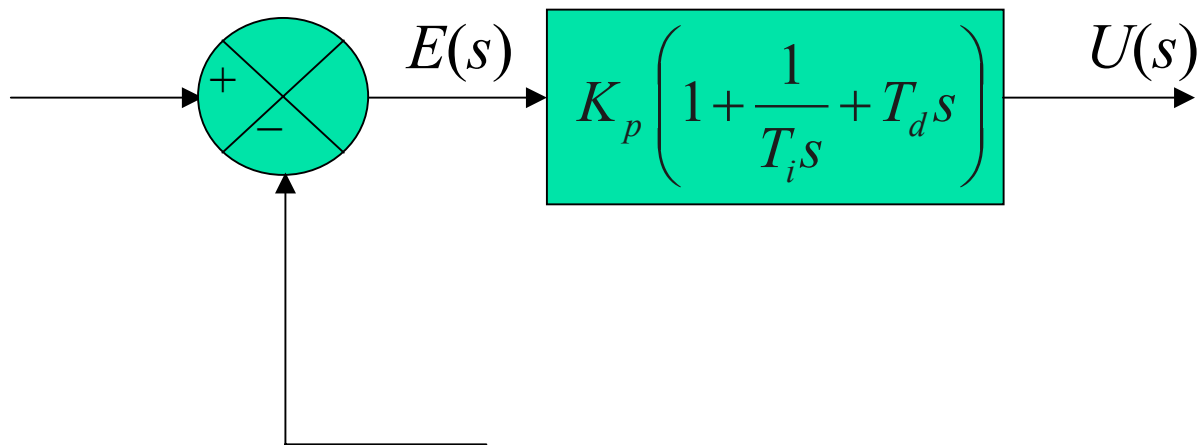 +
−
E(s)
K_p (1 + 1/(T_i s) + T_d s)
U(s)